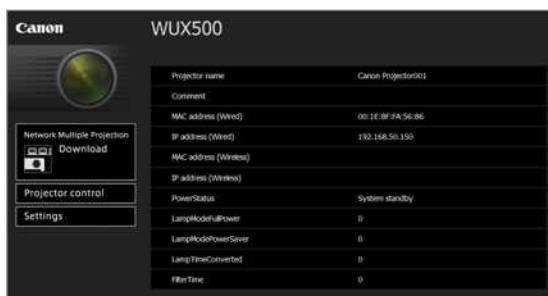 Canon
WUX500
Projector name Canon Projector001
Comment
MAC address (Wired) 00:1E:8F:FA:56:86
IP address (Wired) 192.168.50.150
MAC address (Wireless)
IP address (Wireless)
PowerStatus System standby
LampModeFullPower 0
LampModePowerSaver 0
LampTimeConverted 0
FilterTime 0
Network Multiple Projection
Download
Projector control
Settings